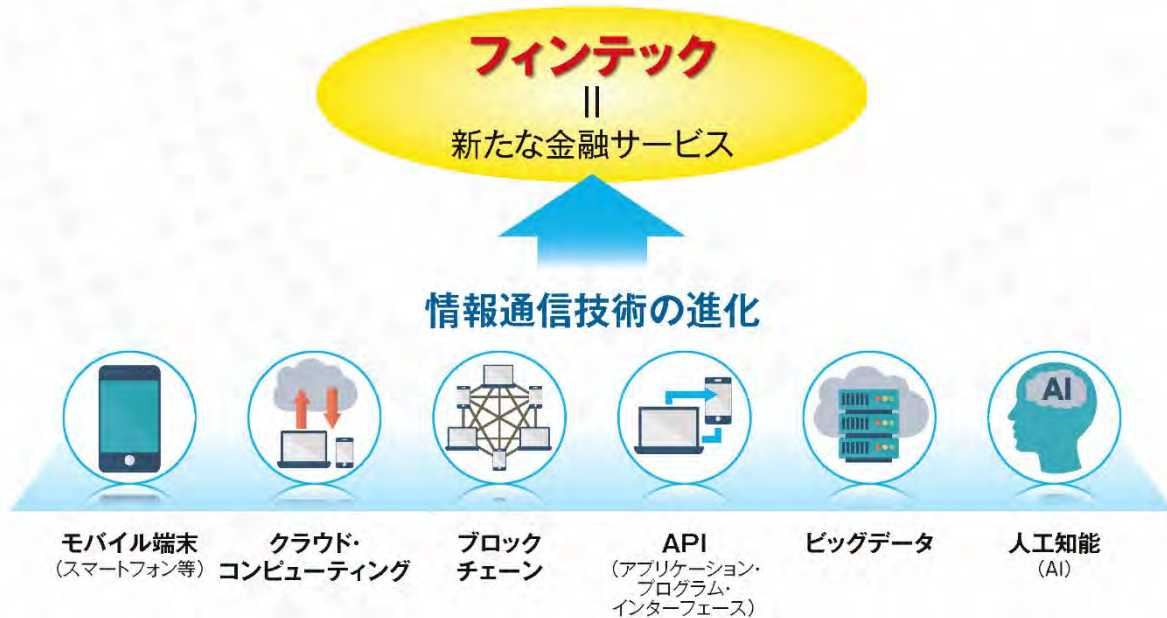 フィンテック
||
新たな金融サービス
情報通信技術の進化
AI
モバイル端末
(スマートフォン等)
クラウド・
コンピューティング
ブロック
チェーン
API
(アプリケーション・
プログラム・
インターフェース)
ビッグデータ
人工知能
(AI)